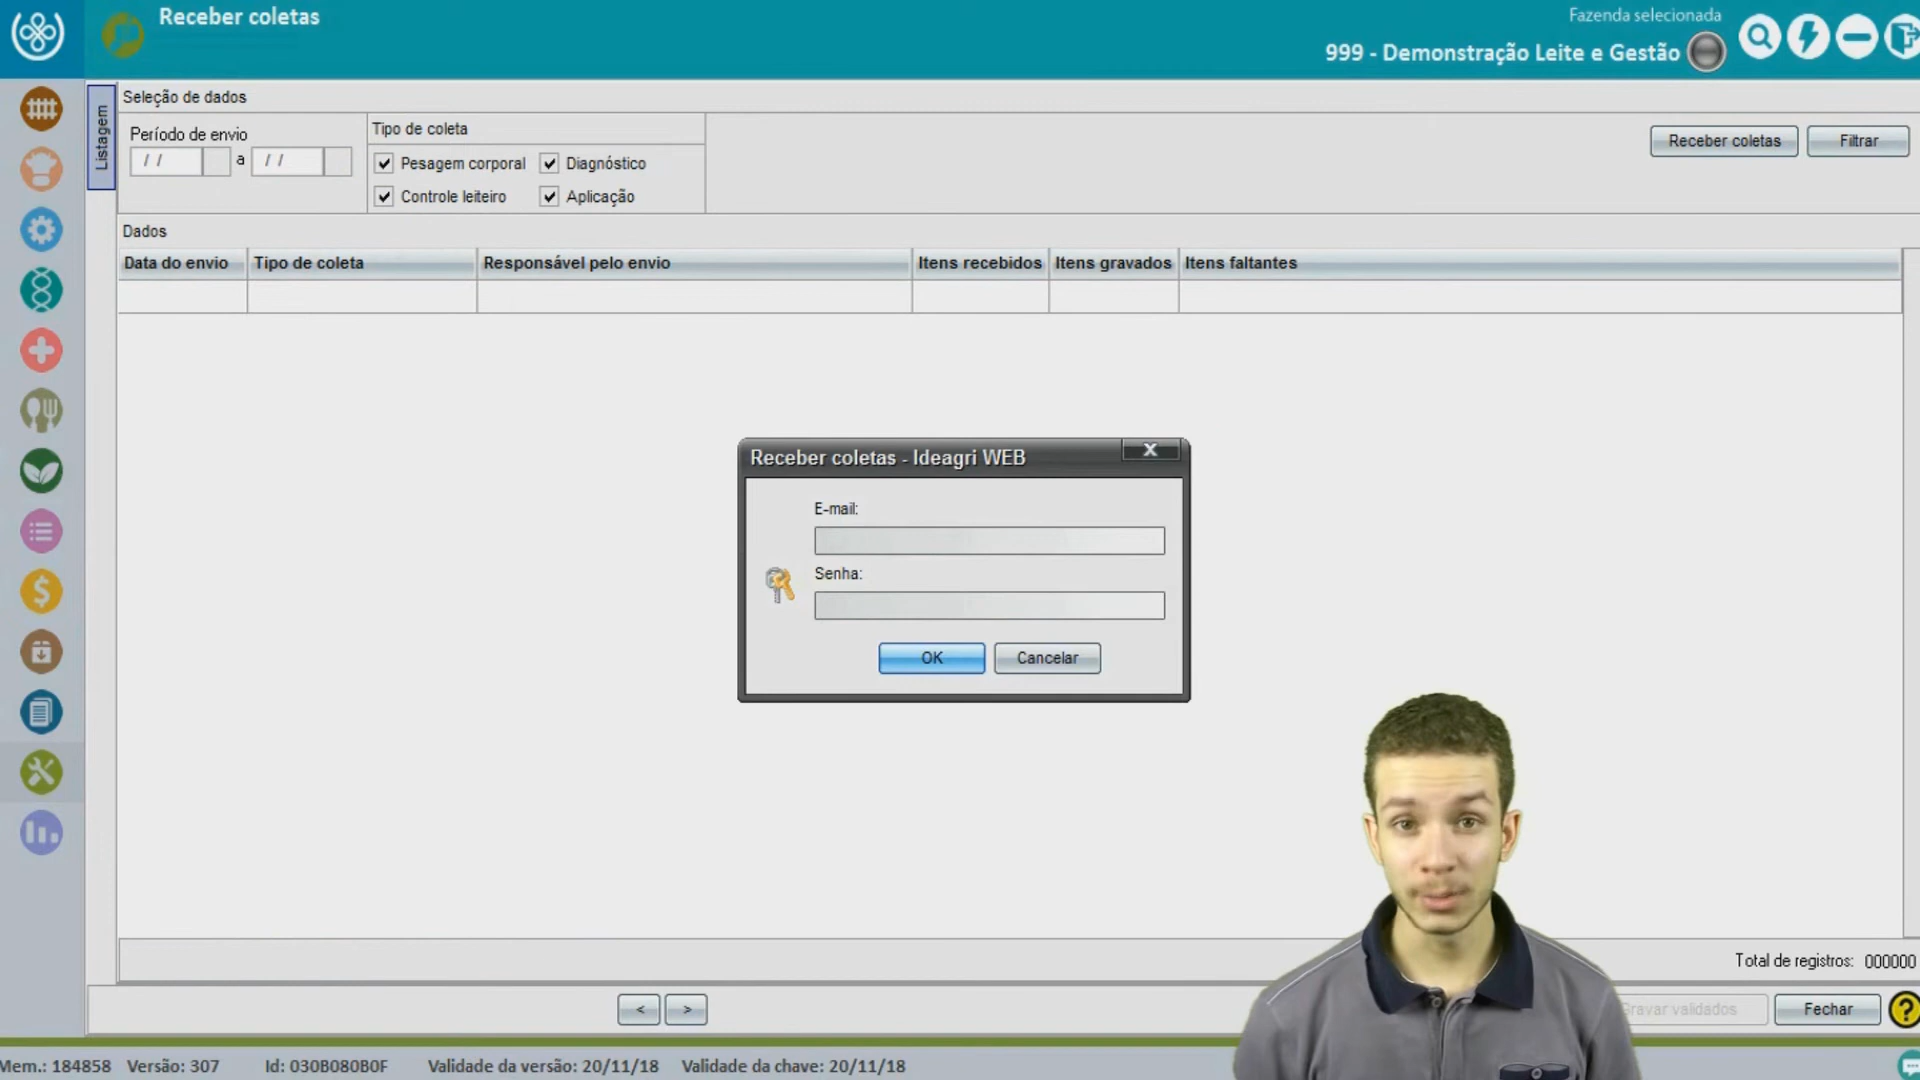 Receber coletas
Fazenda selecionada
999 - Demonstração Leite e Gestão
Listagem
Seleção de dados
Período de envio
/ / a / /
Tipo de coleta
Pesagem corporal
Diagnóstico
Controle leiteiro
Aplicação
Receber coletas
Filtrar
Dados
Data do envio
Tipo de coleta
Responsável pelo envio
Itens recebidos
Itens gravados
Itens faltantes
Receber coletas - Ideagri WEB
X
E-mail:
Senha:
OK
Cancelar
Total de registros: 000000
<
>
Gravar validados
Fechar
?
Mem.: 184858
Versão: 307
Id: 030B080B0F
Validade da versão: 20/11/18
Validade da chave: 20/11/18